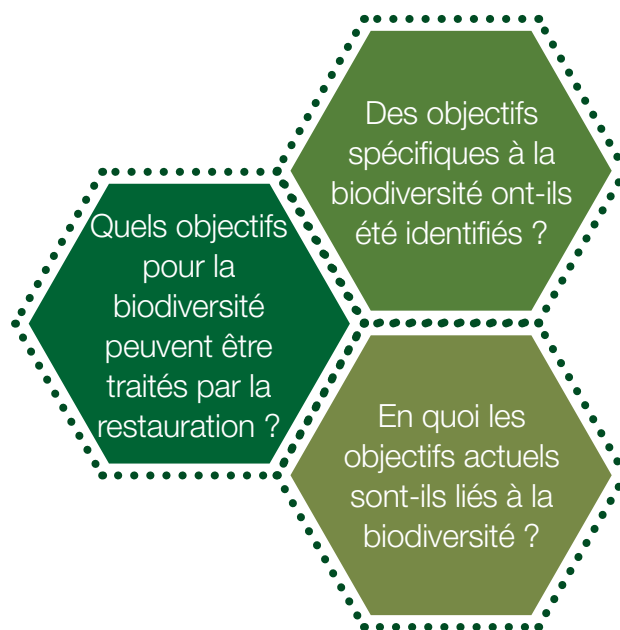 Des objectifs
spécifiques à la
biodiversité ont-ils
été identifiés ?
Quels objectifs
pour la
biodiversité
peuvent être
traités par la
restauration ?
En quoi les
objectifs actuels
sont-ils liés à la
biodiversité ?